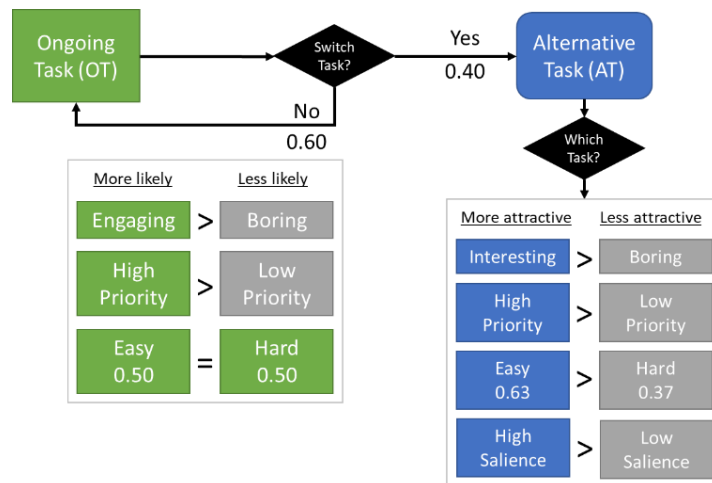 Ongoing
Task (OT)
Switch
Task?
Yes
0.40
Alternative
Task (AT)
No
0.60
Which
Task?
More likely
Less likely
Engaging
>
Boring
High
Priority
>
Low
Priority
Easy
0.50
=
Hard
0.50
More attractive
Less attractive
Interesting
>
Boring
High
Priority
>
Low
Priority
Easy
0.63
>
Hard
0.37
High
Salience
>
Low
Salience